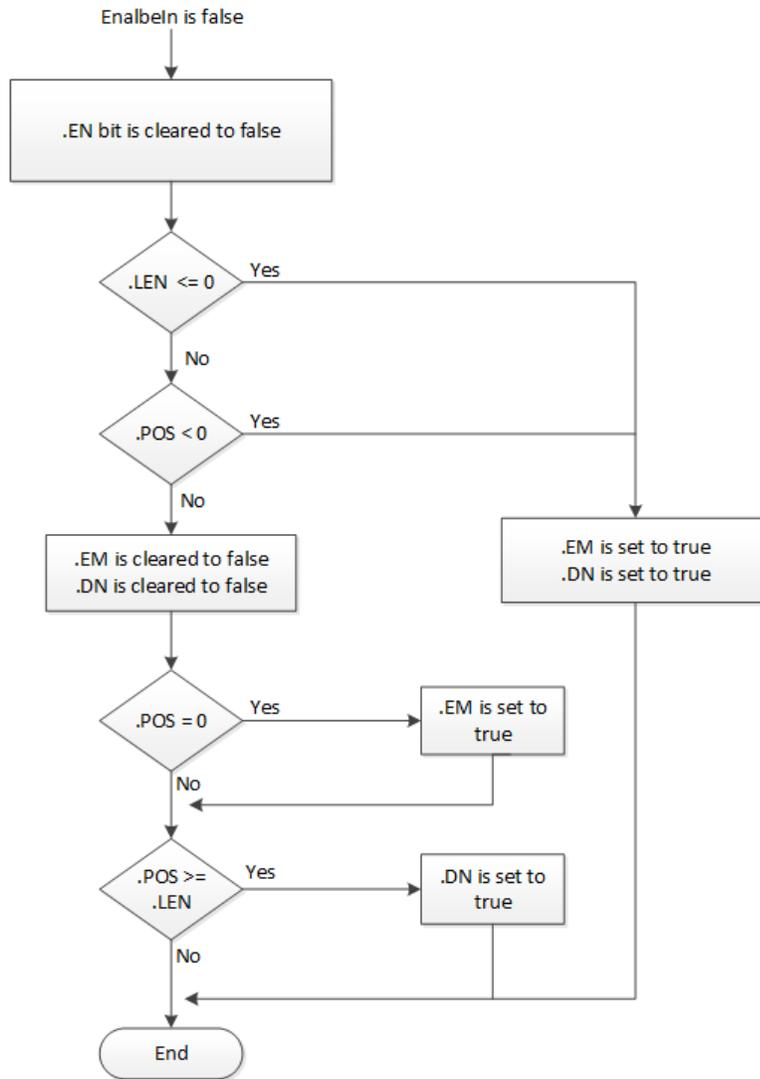 EnalbeIn is false
.EN bit is cleared to false
.LEN <= 0
Yes
No
.POS < 0
Yes
No
.EM is cleared to false
.DN is cleared to false
.EM is set to true
.DN is set to true
.POS = 0
Yes
.EM is set to
true
No
.POS >=
.LEN
Yes
.DN is set to
true
No
End